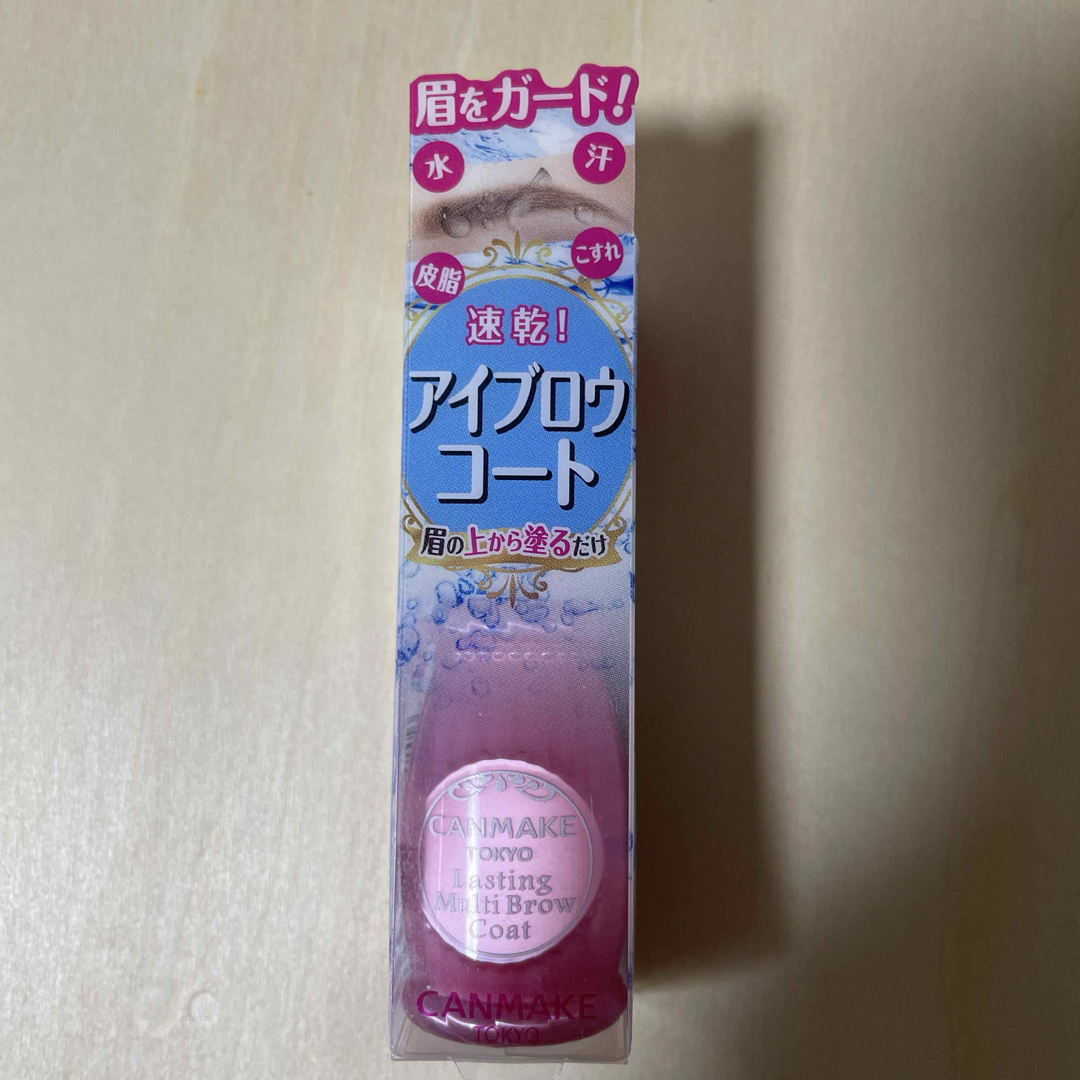 眉をガード!
水
汗
皮脂
こすれ
速乾!
アイブロウ
コート
眉の上から塗るだけ
CANMAKE
TOKYO
Lasting
Multi Brow
Coat
CANMAKE
TOKYO